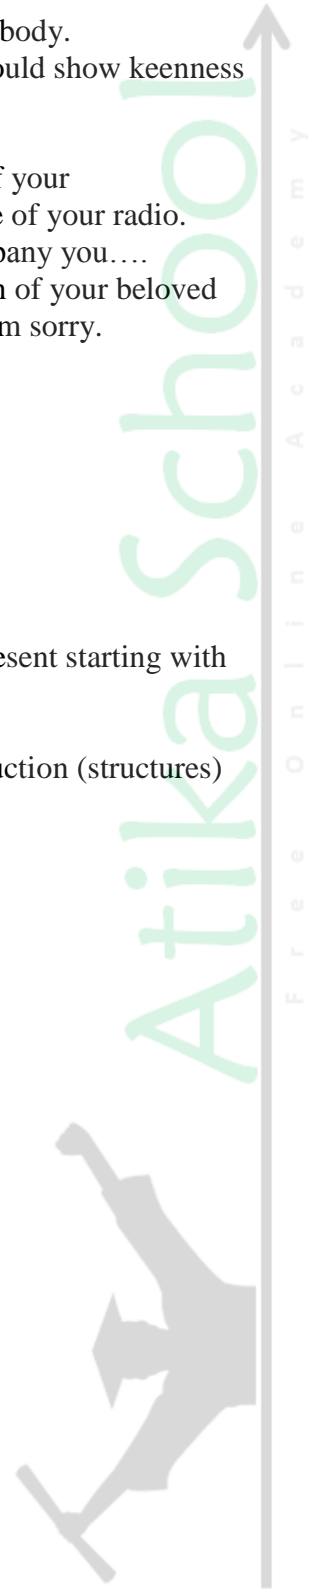 body.
ould show keenness
f your
e of your radio.
pany you….
n of your beloved
m sorry.
esent starting with
uction (structures)
Atika School
Free Online Academy